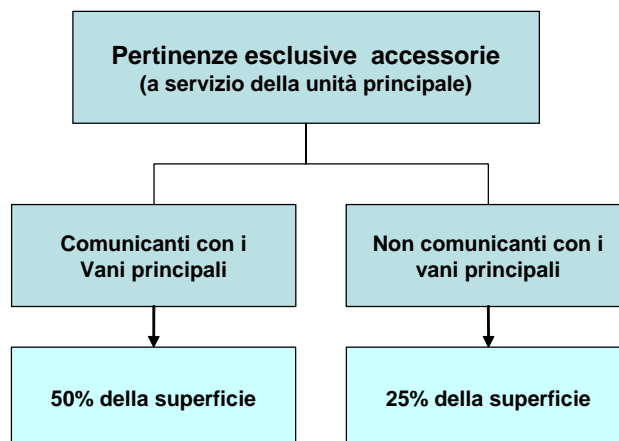 Pertinenze esclusive accessorie
(a servizio della unità principale)
Comunicanti con i
Vani principali
Non comunicanti con i
vani principali
50% della superficie
25% della superficie